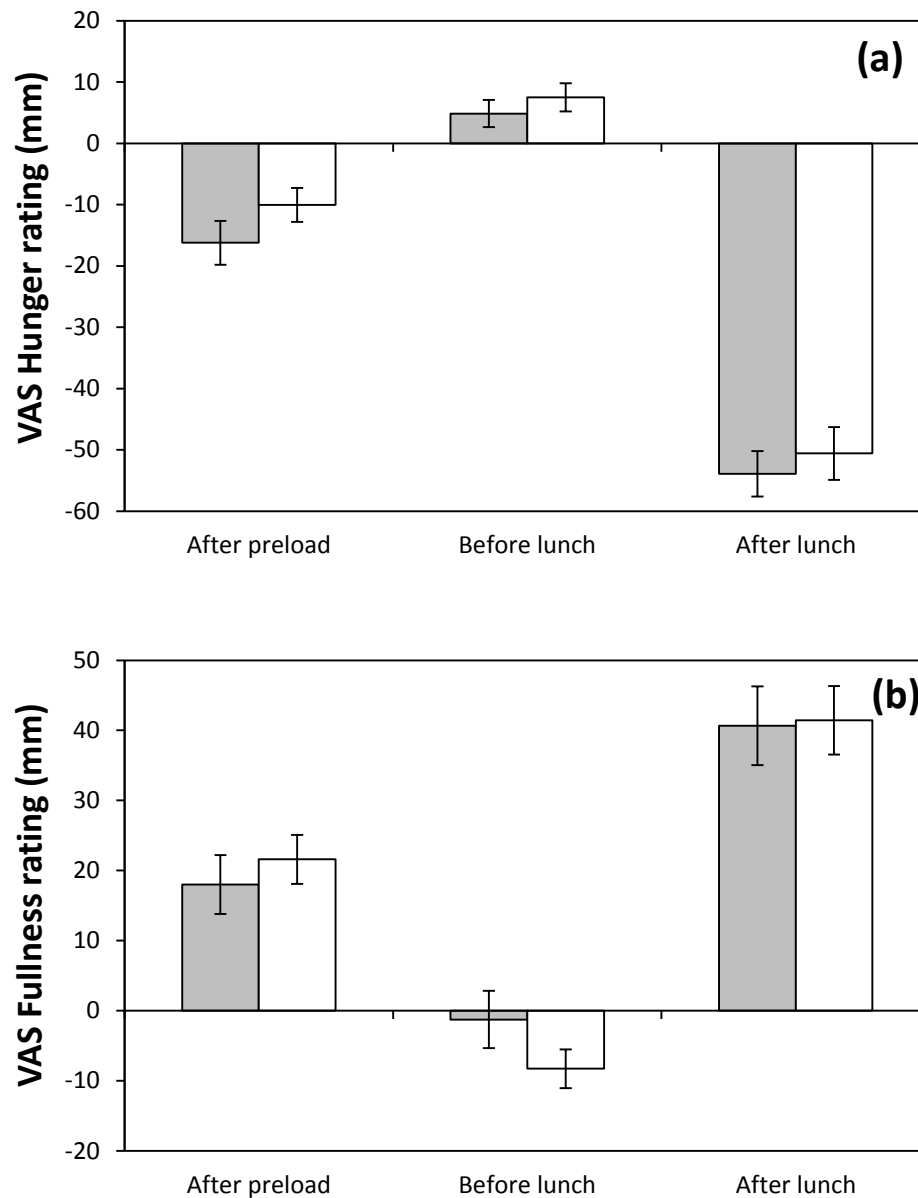 (a)
VAS Hunger rating (mm)
20
10
0
-10
-20
-30
-40
-50
-60
After preload Before lunch After lunch
(b)
VAS Fullness rating (mm)
50
40
30
20
10
0
-10
-20
After preload Before lunch After lunch